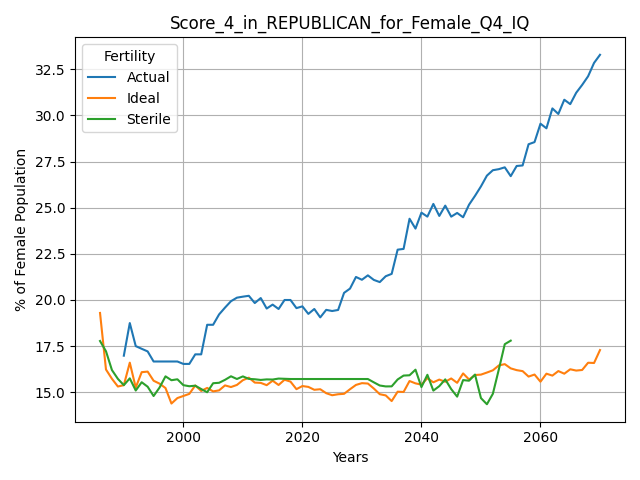 Score_4_in_REPUBLICAN_for_Female_Q4_IQ
Fertility
Actual
Ideal
Sterile
% of Female Population
32.5
30.0
27.5
25.0
22.5
20.0
17.5
15.0
2000
2020
2040
2060
Years